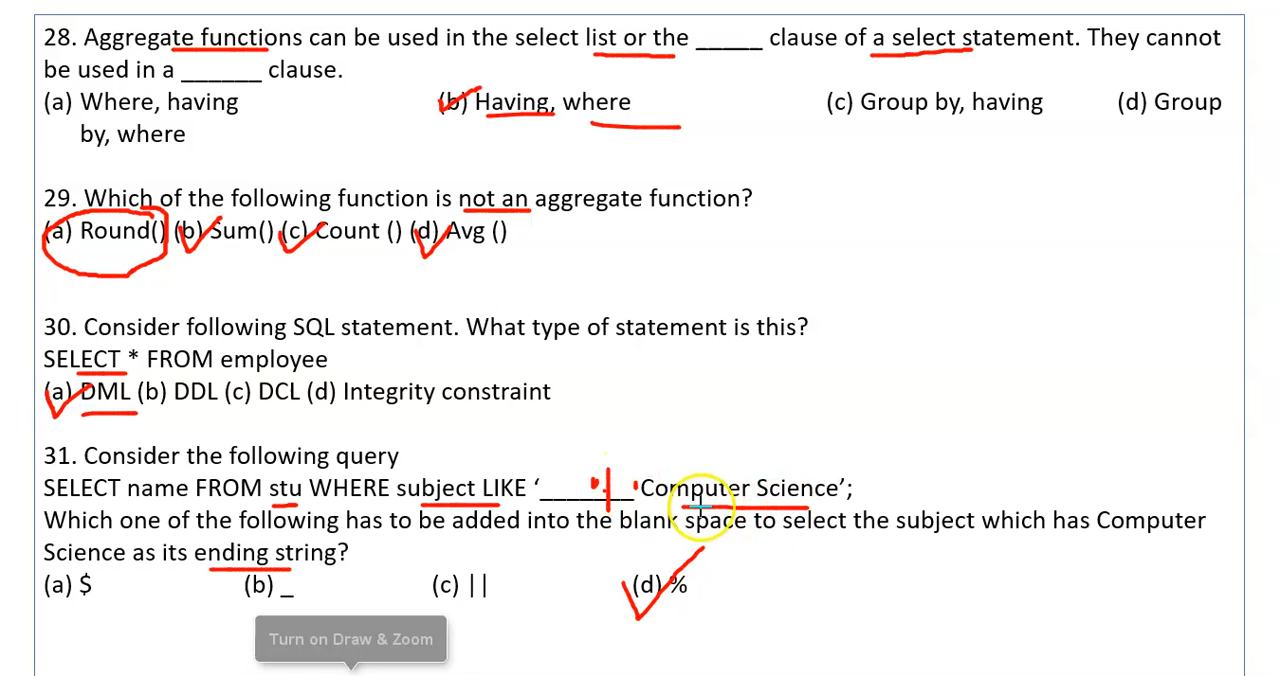 28. Aggregate functions can be used in the select list or the _____ clause of a select statement. They cannot
be used in a ______ clause.
(a) Where, having (b) Having, where (c) Group by, having (d) Group
by, where
29. Which of the following function is not an aggregate function?
(a) Round() (b) Sum() (c) Count () (d) Avg ()
30. Consider following SQL statement. What type of statement is this?
SELECT * FROM employee
(a) DML (b) DDL (c) DCL (d) Integrity constraint
31. Consider the following query
SELECT name FROM stu WHERE subject LIKE ‘_______ Computer Science’;
Which one of the following has to be added into the blank space to select the subject which has Computer
Science as its ending string?
(a) $ (b) _ (c) || (d) %
Turn on Draw & Zoom